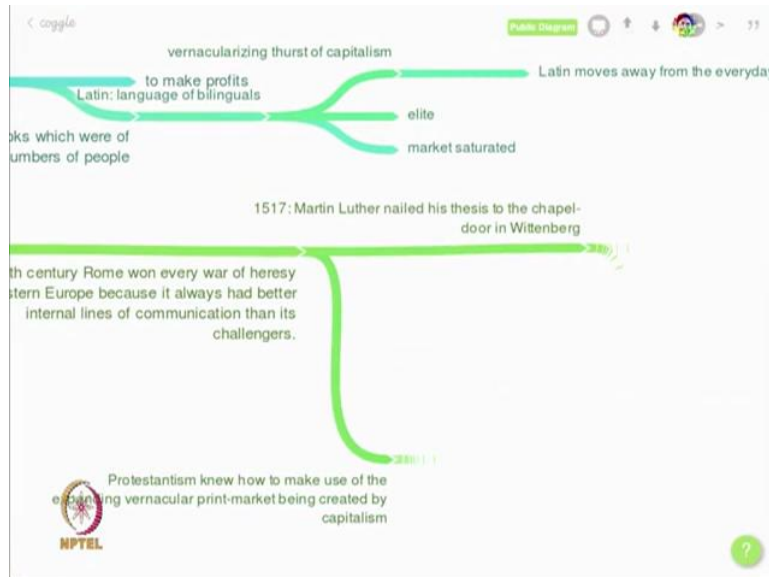 coggle
Public Diagram
vernacularizing thurst of capitalism
to make profits
Latin moves away from the everyday
Latin: language of bilinguals
elite
oks which were of
umbers of people
market saturated
1517: Martin Luther nailed his thesis to the chapel-
door in Wittenberg
th century Rome won every war of heresy
stern Europe because it always had better
internal lines of communication than its
challengers.
Protestantism knew how to make use of the
expanding vernacular print-market being created by
capitalism
NPTEL
?